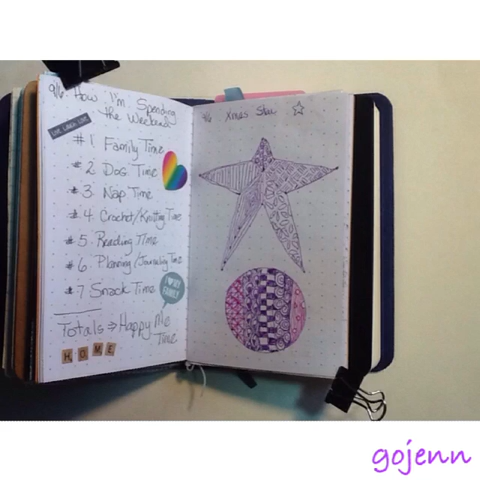 9/6 How I'm Spending
the Weekend
LIVE LAUGH LOVE
#1 Family Time
#2 Dog Time
#3 Nap Time
#4 Crochet/Knitting Time
#5 Reading Time
#6 Planning/Journaling Time
#7 Snack Time
I ♥ MY
FAMILY
Totals ⇒ Happy Me
Time
HOME
9/6 Xmas Star
gojenn